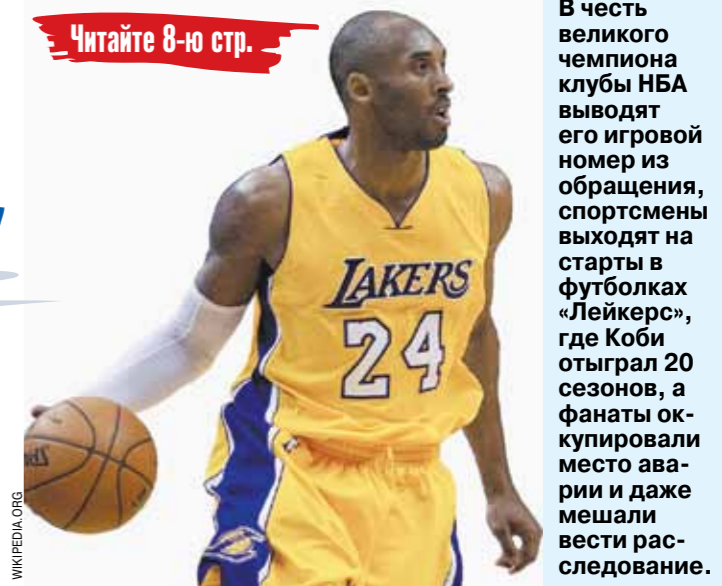 Читайте 8-ю стр.
LAKERS
24
WIKIPEDIA.ORG
В честь
великого
чемпиона
клубы НБА
выводят
его игровой
номер из
обращения,
спортсмены
выходят на
старты в
футболках
«Лейкерс»,
где Коби
отыграл 20
сезонов, а
фанаты ок-
купировали
место ава-
рии и даже
мешали
вести рас-
следование.